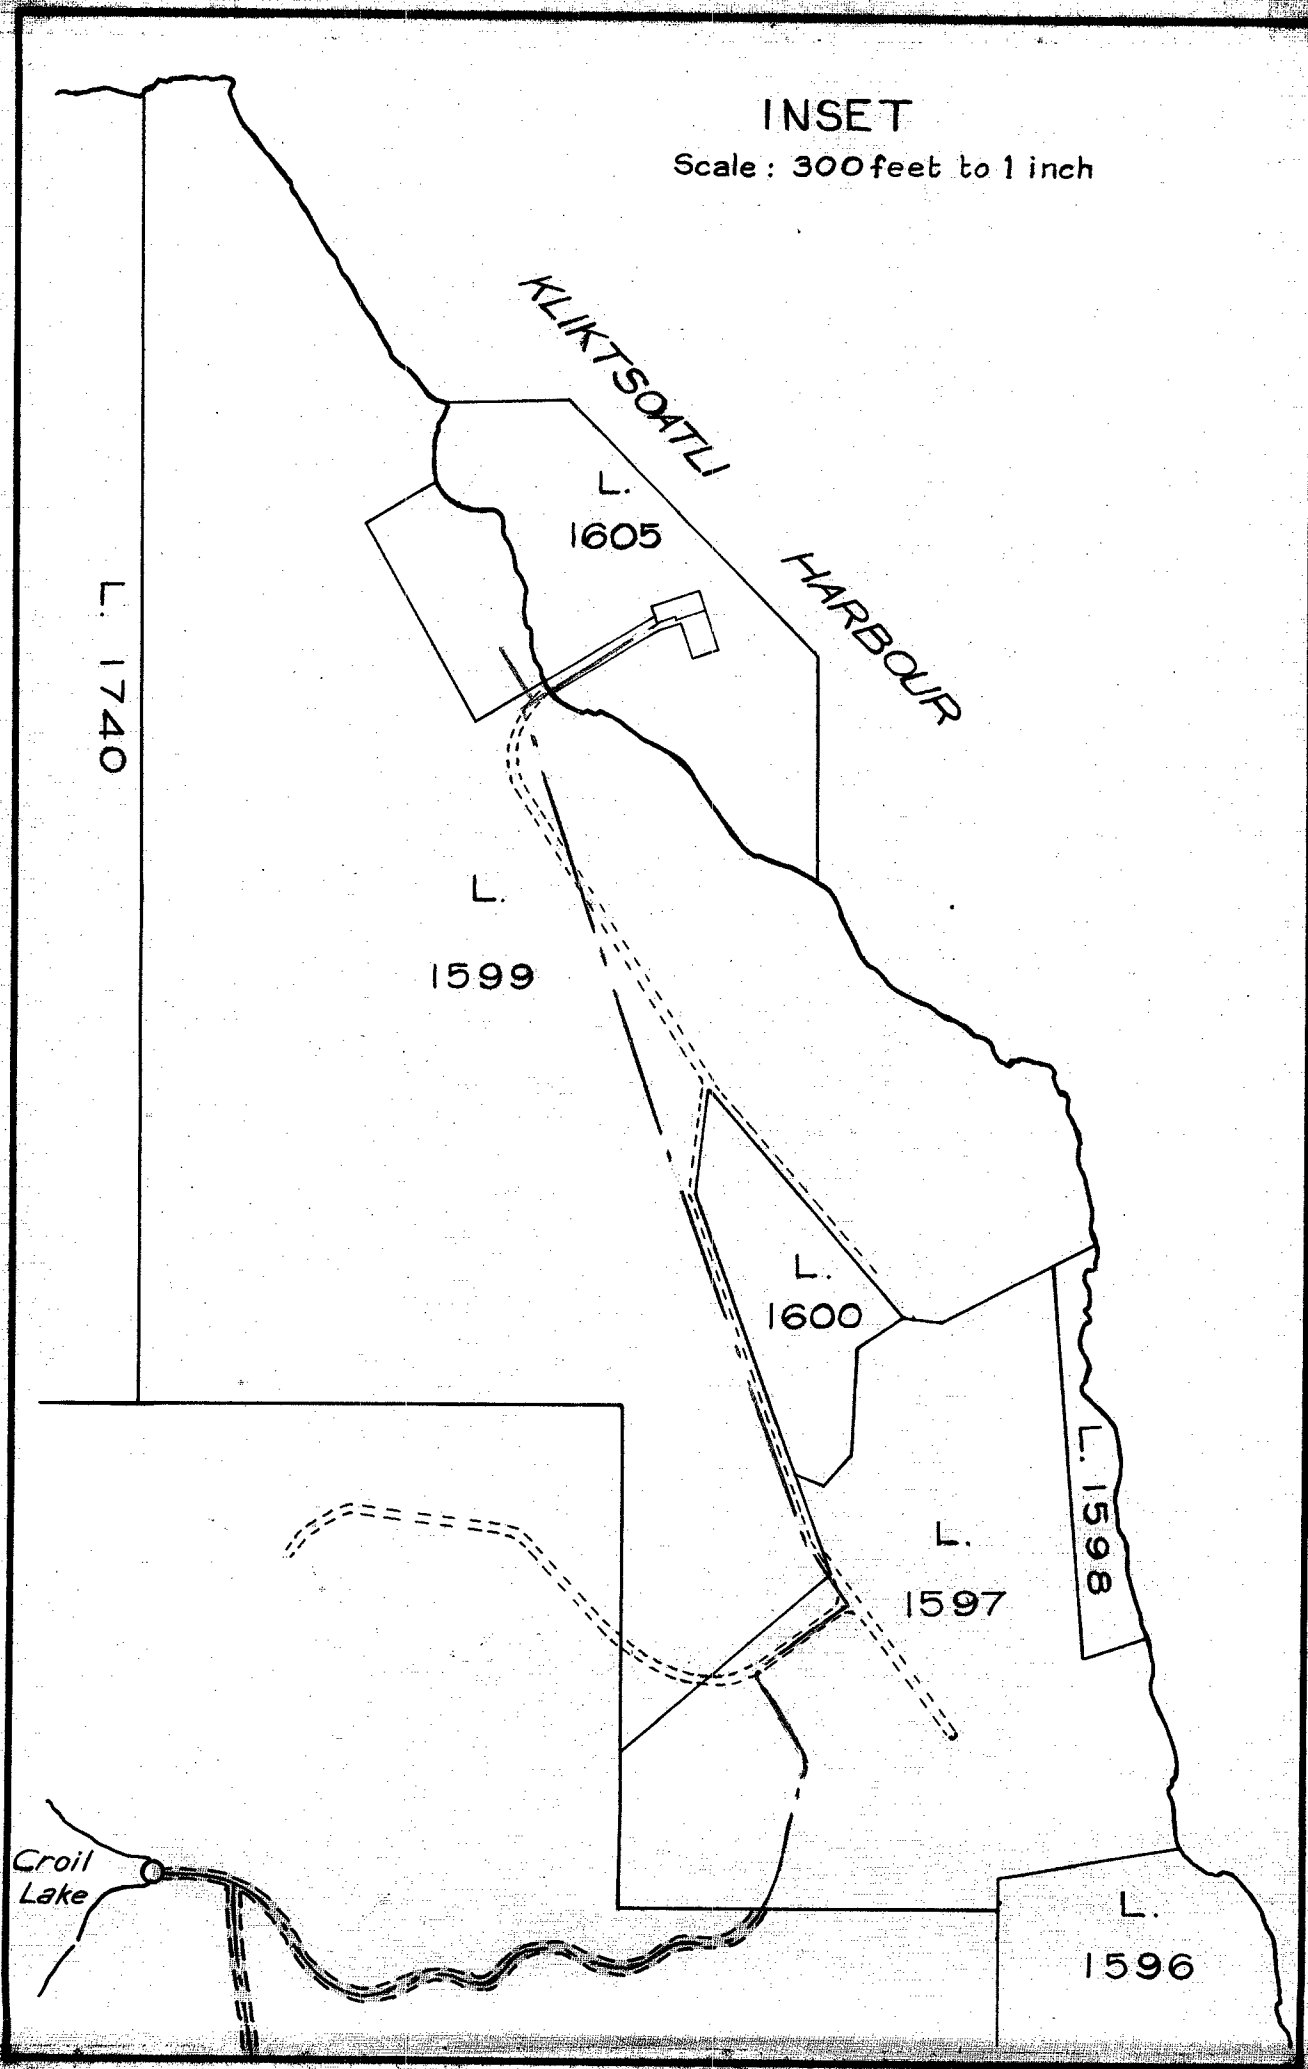 INSET
Scale : 300 feet to 1 inch
KLIKTSOATLI
HARBOUR
L.
1605
L. 1740
L.
1599
L.
1600
L. 1598
L.
1597
Croil
Lake
L.
1596